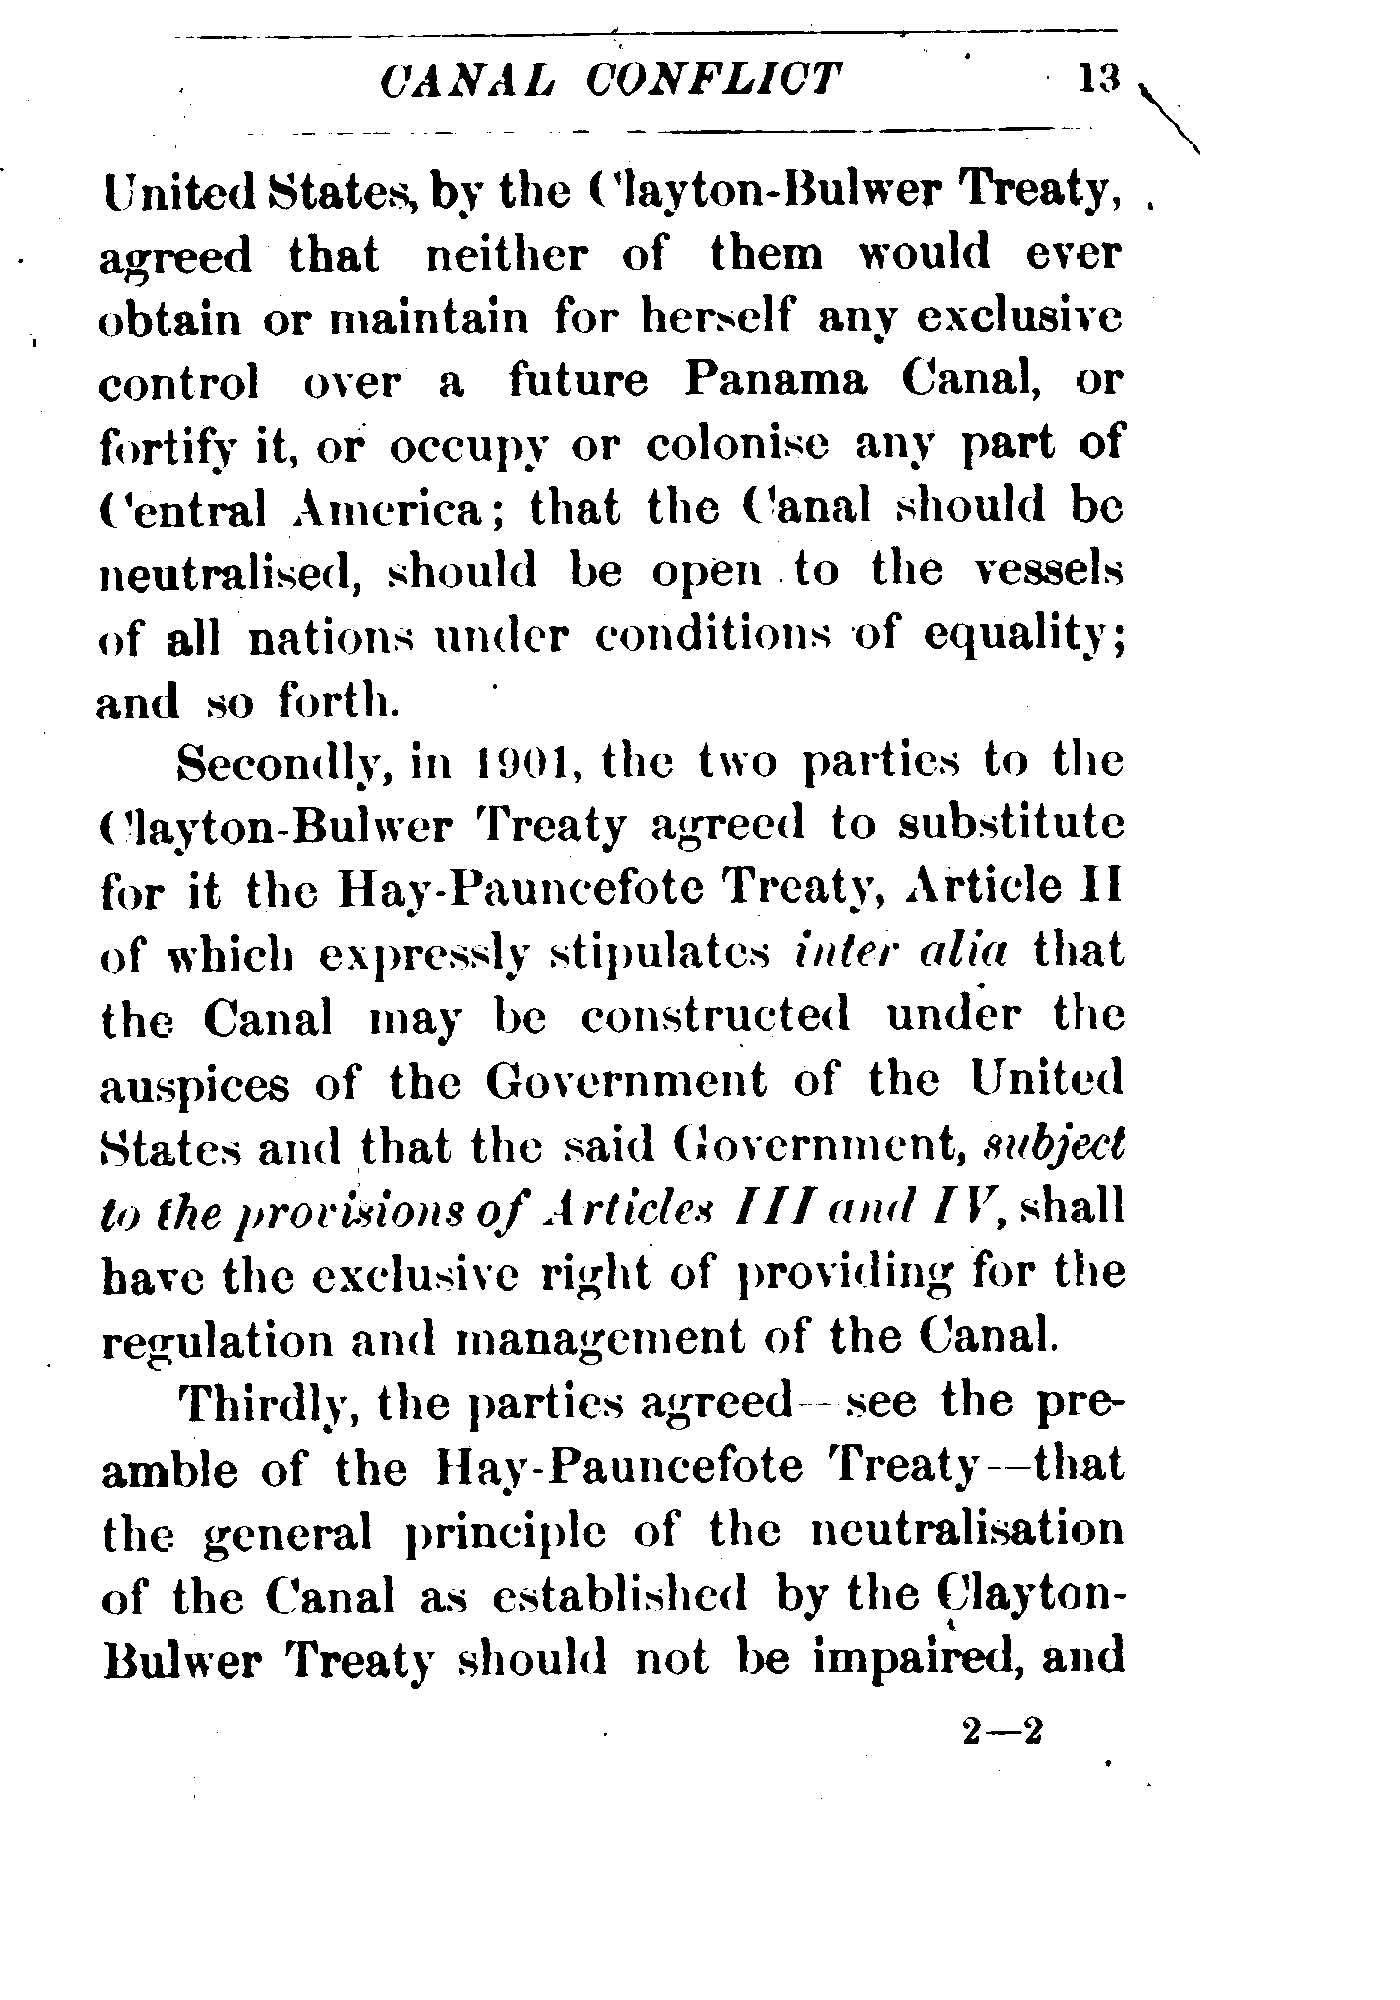 CANAL CONFLICT 13
United States, by the Clayton-Bulwer Treaty,
agreed that neither of them would ever
obtain or maintain for herself any exclusive
control over a future Panama Canal, or
fortify it, or occupy or colonise any part of
Central America; that the Canal should be
neutralised, should be open to the vessels
of all nations under conditions of equality;
and so forth.
Secondly, in 1901, the two parties to the
Clayton-Bulwer Treaty agreed to substitute
for it the Hay-Pauncefote Treaty, Article II
of which expressly stipulates inter alia that
the Canal may be constructed under the
auspices of the Government of the United
States and that the said Government, subject
to the provisions of Articles III and IV, shall
have the exclusive right of providing for the
regulation and management of the Canal.
Thirdly, the parties agreed—see the pre-
amble of the Hay-Pauncefote Treaty—that
the general principle of the neutralisation
of the Canal as established by the Clayton-
Bulwer Treaty should not be impaired, and
2—2